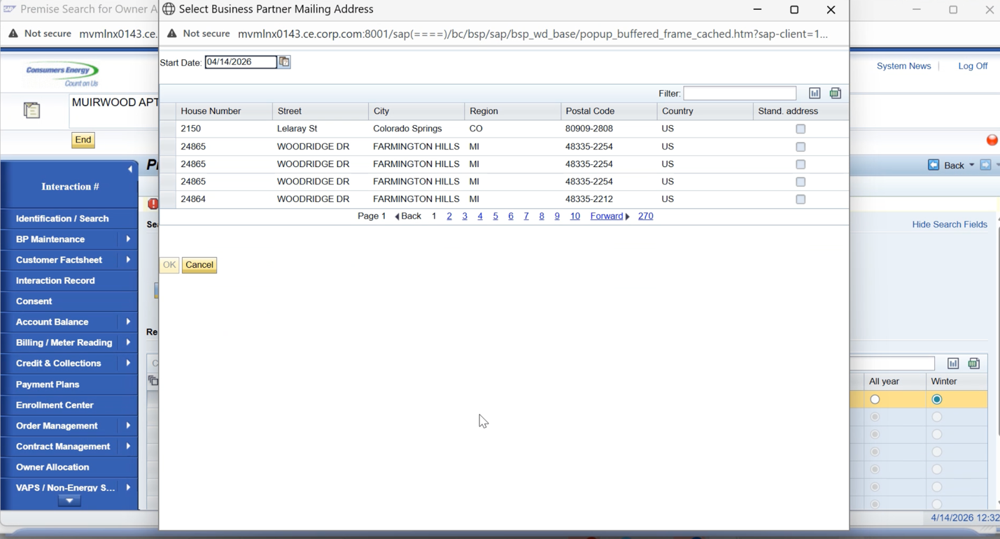 Premise Search for Owner A
Select Business Partner Mailing Address
Not secure mvmlnx0143.ce.
Not secure mvmlnx0143.ce.corp.com:8001/sap(====)/bc/bsp/sap/bsp_wd_base/popup_buffered_frame_cached.htm?sap-client=1...
Start Date: 04/14/2026
System News Log Off
Consumers Energy
Count on Us
MUIRWOOD APT
End
Filter:
House Number Street City Region Postal Code Country Stand. address
2150 Lelaray St Colorado Springs CO 80909-2808 US
24865 WOODRIDGE DR FARMINGTON HILLS MI 48335-2254 US
24865 WOODRIDGE DR FARMINGTON HILLS MI 48335-2254 US
24865 WOODRIDGE DR FARMINGTON HILLS MI 48335-2254 US
24864 WOODRIDGE DR FARMINGTON HILLS MI 48335-2212 US
Page 1 Back 1 2 3 4 5 6 7 8 9 10 Forward 270
OK Cancel
Back
Hide Search Fields
Interaction #
Identification / Search
BP Maintenance
Customer Factsheet
Interaction Record
Consent
Account Balance
Billing / Meter Reading
Credit & Collections
Payment Plans
Enrollment Center
Order Management
Contract Management
Owner Allocation
VAPS / Non-Energy S...
Re
All year Winter
4/14/2026 12:32